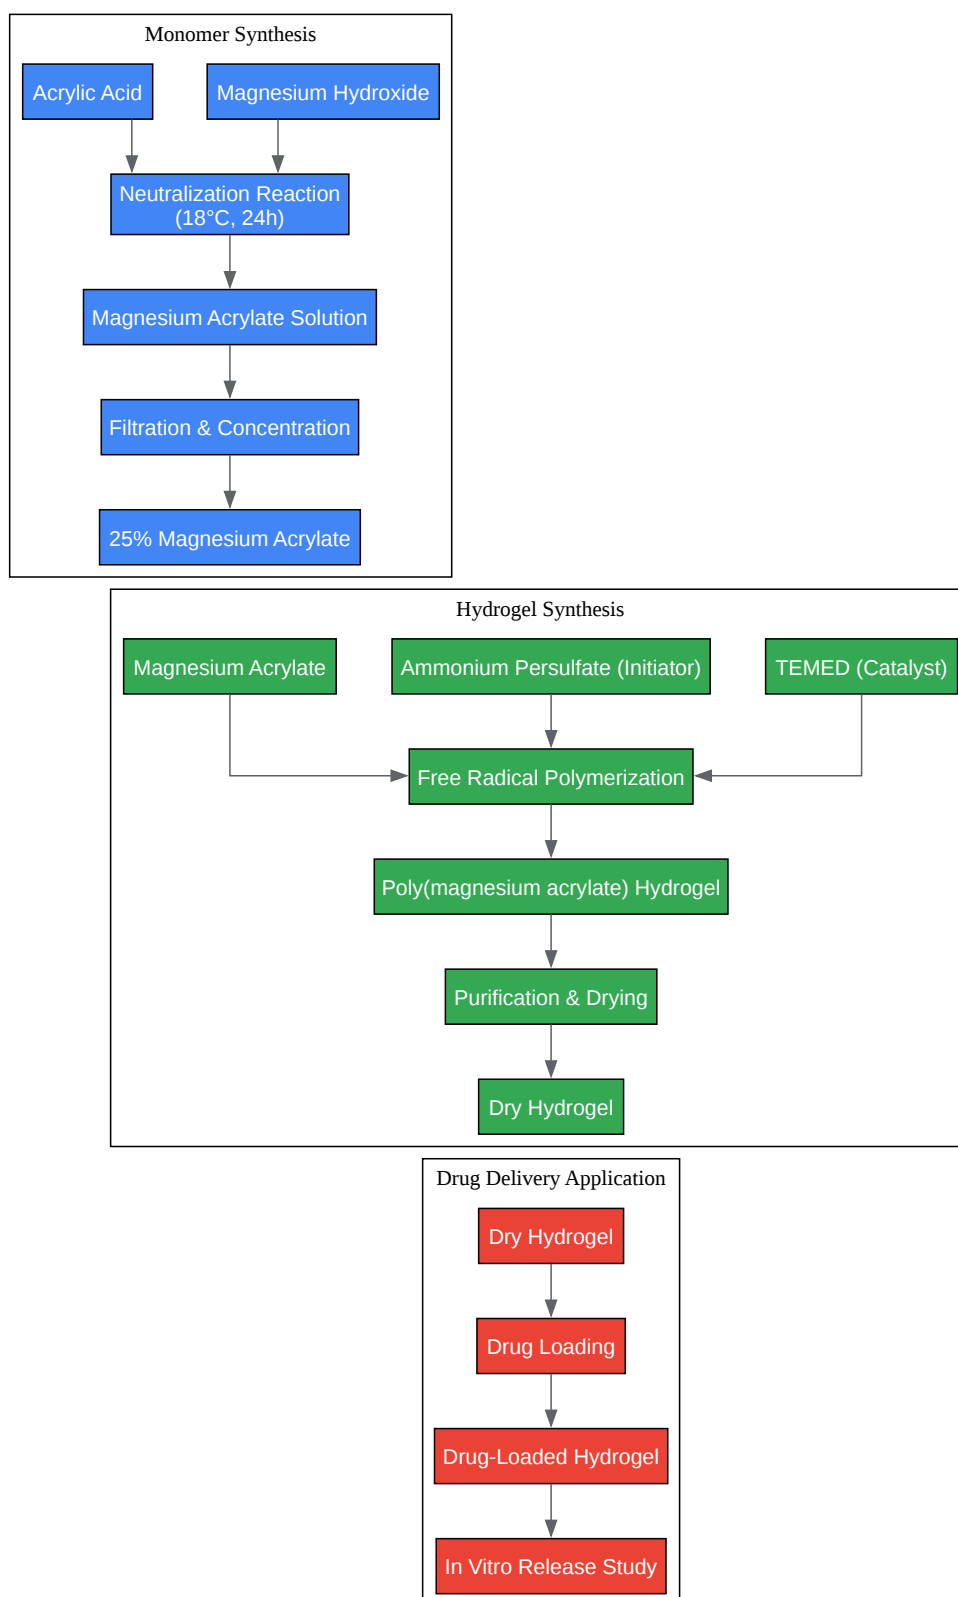 Monomer Synthesis
Acrylic Acid
Magnesium Hydroxide
Neutralization Reaction
(18°C, 24h)
Magnesium Acrylate Solution
Filtration & Concentration
25% Magnesium Acrylate
Hydrogel Synthesis
Magnesium Acrylate
Ammonium Persulfate (Initiator)
TEMED (Catalyst)
Free Radical Polymerization
Poly(magnesium acrylate) Hydrogel
Purification & Drying
Dry Hydrogel
Drug Delivery Application
Dry Hydrogel
Drug Loading
Drug-Loaded Hydrogel
In Vitro Release Study